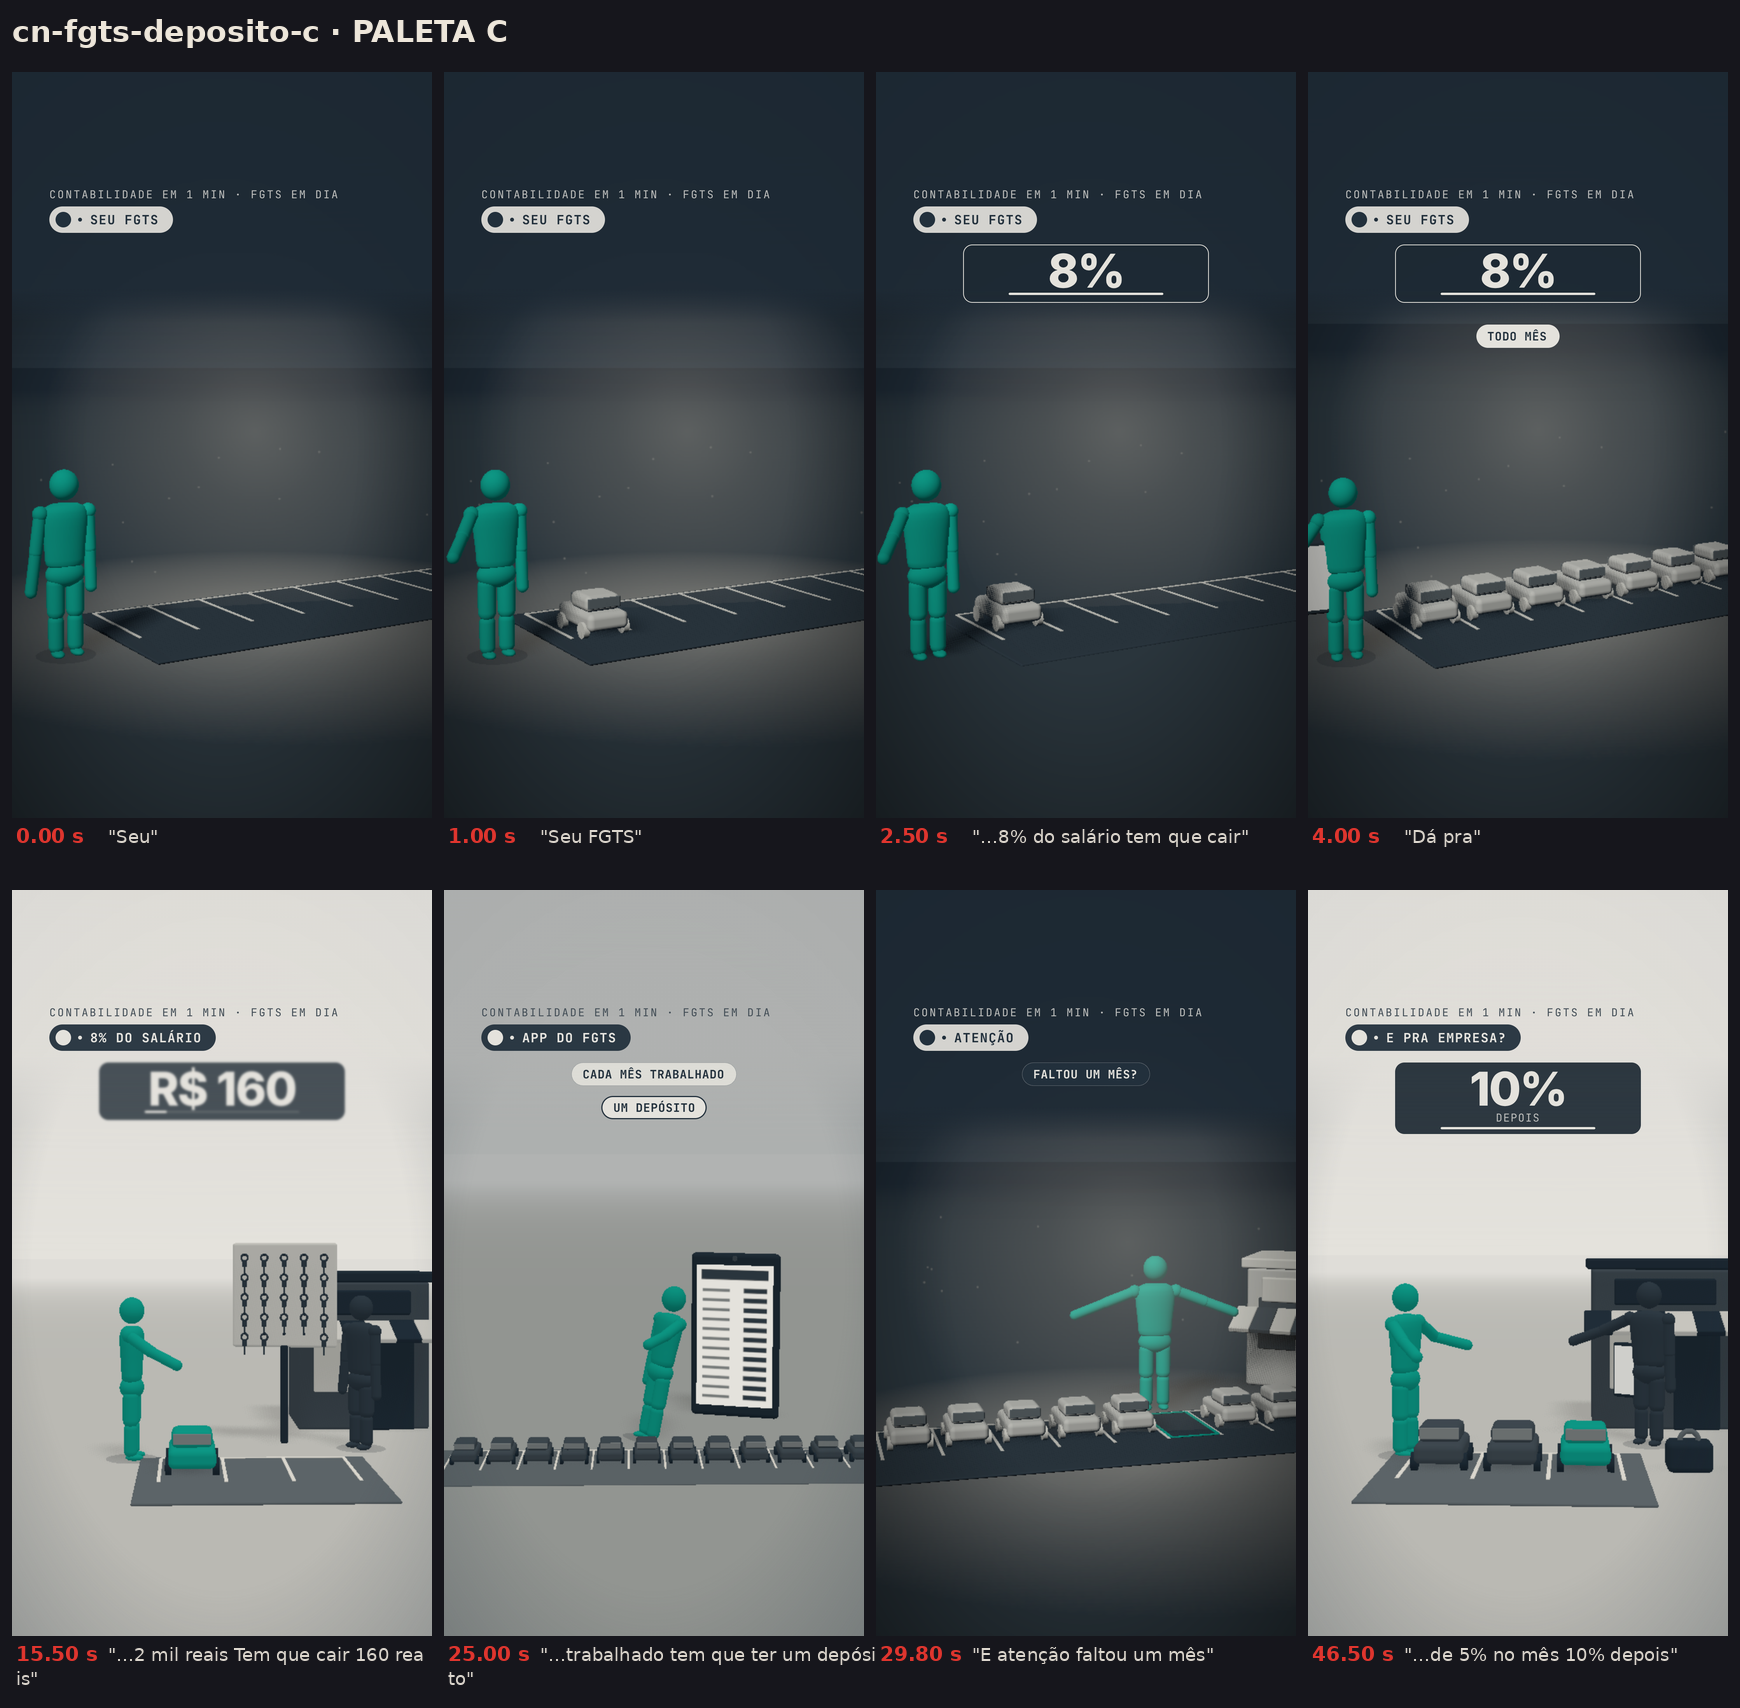 cn-fgts-deposito-c · PALETA C
CONTABILIDADE EM 1 MIN · FGTS EM DIA
• SEU FGTS
0.00 s "Seu"
CONTABILIDADE EM 1 MIN · FGTS EM DIA
• SEU FGTS
1.00 s "Seu FGTS"
CONTABILIDADE EM 1 MIN · FGTS EM DIA
• SEU FGTS
8%
2.50 s "...8% do salário tem que cair"
CONTABILIDADE EM 1 MIN · FGTS EM DIA
• SEU FGTS
8%
TODO MÊS
4.00 s "Dá pra"
CONTABILIDADE EM 1 MIN · FGTS EM DIA
• 8% DO SALÁRIO
R$ 160
15.50 s "...2 mil reais Tem que cair 160 rea
is"
CONTABILIDADE EM 1 MIN · FGTS EM DIA
• APP DO FGTS
CADA MÊS TRABALHADO
UM DEPÓSITO
25.00 s "...trabalhado tem que ter um depósi
to"
CONTABILIDADE EM 1 MIN · FGTS EM DIA
• ATENÇÃO
FALTOU UM MÊS?
29.80 s "E atenção faltou um mês"
CONTABILIDADE EM 1 MIN · FGTS EM DIA
• E PRA EMPRESA?
10%
DEPOIS
46.50 s "...de 5% no mês 10% depois"